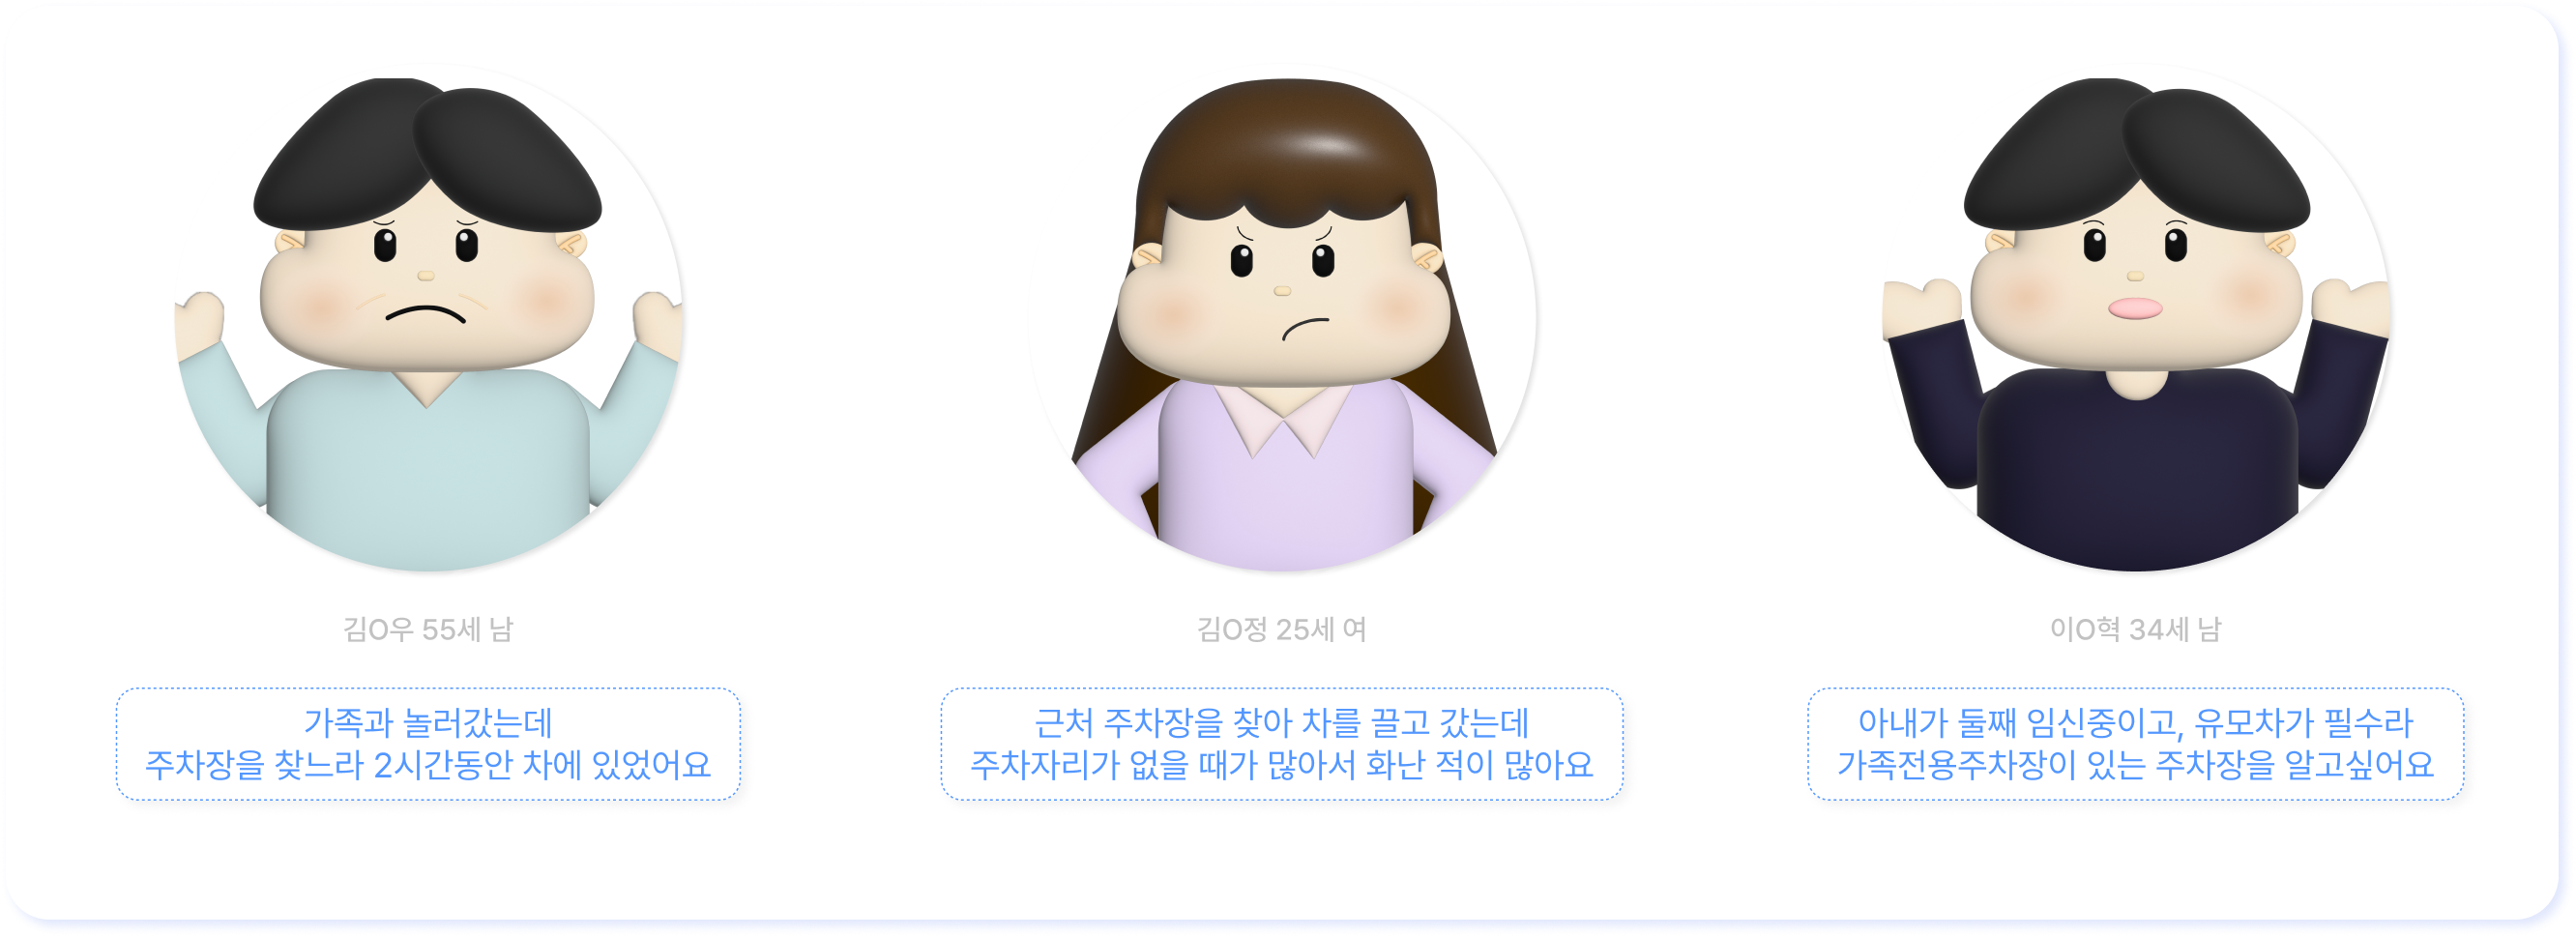 김O우 55세 남
가족과 놀러갔는데
주차장을 찾느라 2시간동안 차에 있었어요
김O정 25세 여
근처 주차장을 찾아 차를 끌고 갔는데
주차자리가 없을 때가 많아서 화난 적이 많아요
이O혁 34세 남
아내가 둘째 임신중이고, 유모차가 필수라
가족전용주차장이 있는 주차장을 알고싶어요